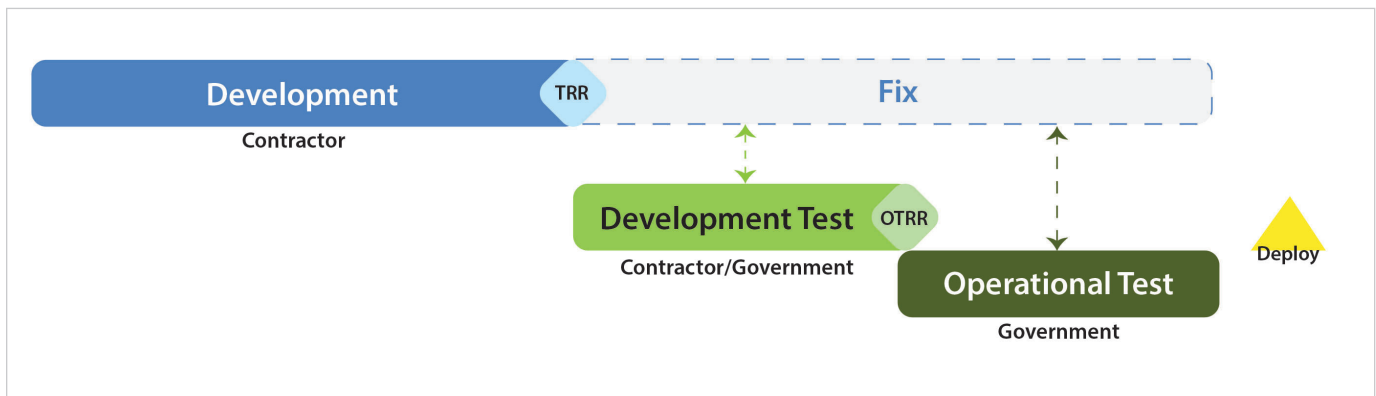 Development
TRR
Fix
Contractor
Development Test
OTRR
Contractor/Government
Deploy
Operational Test
Government